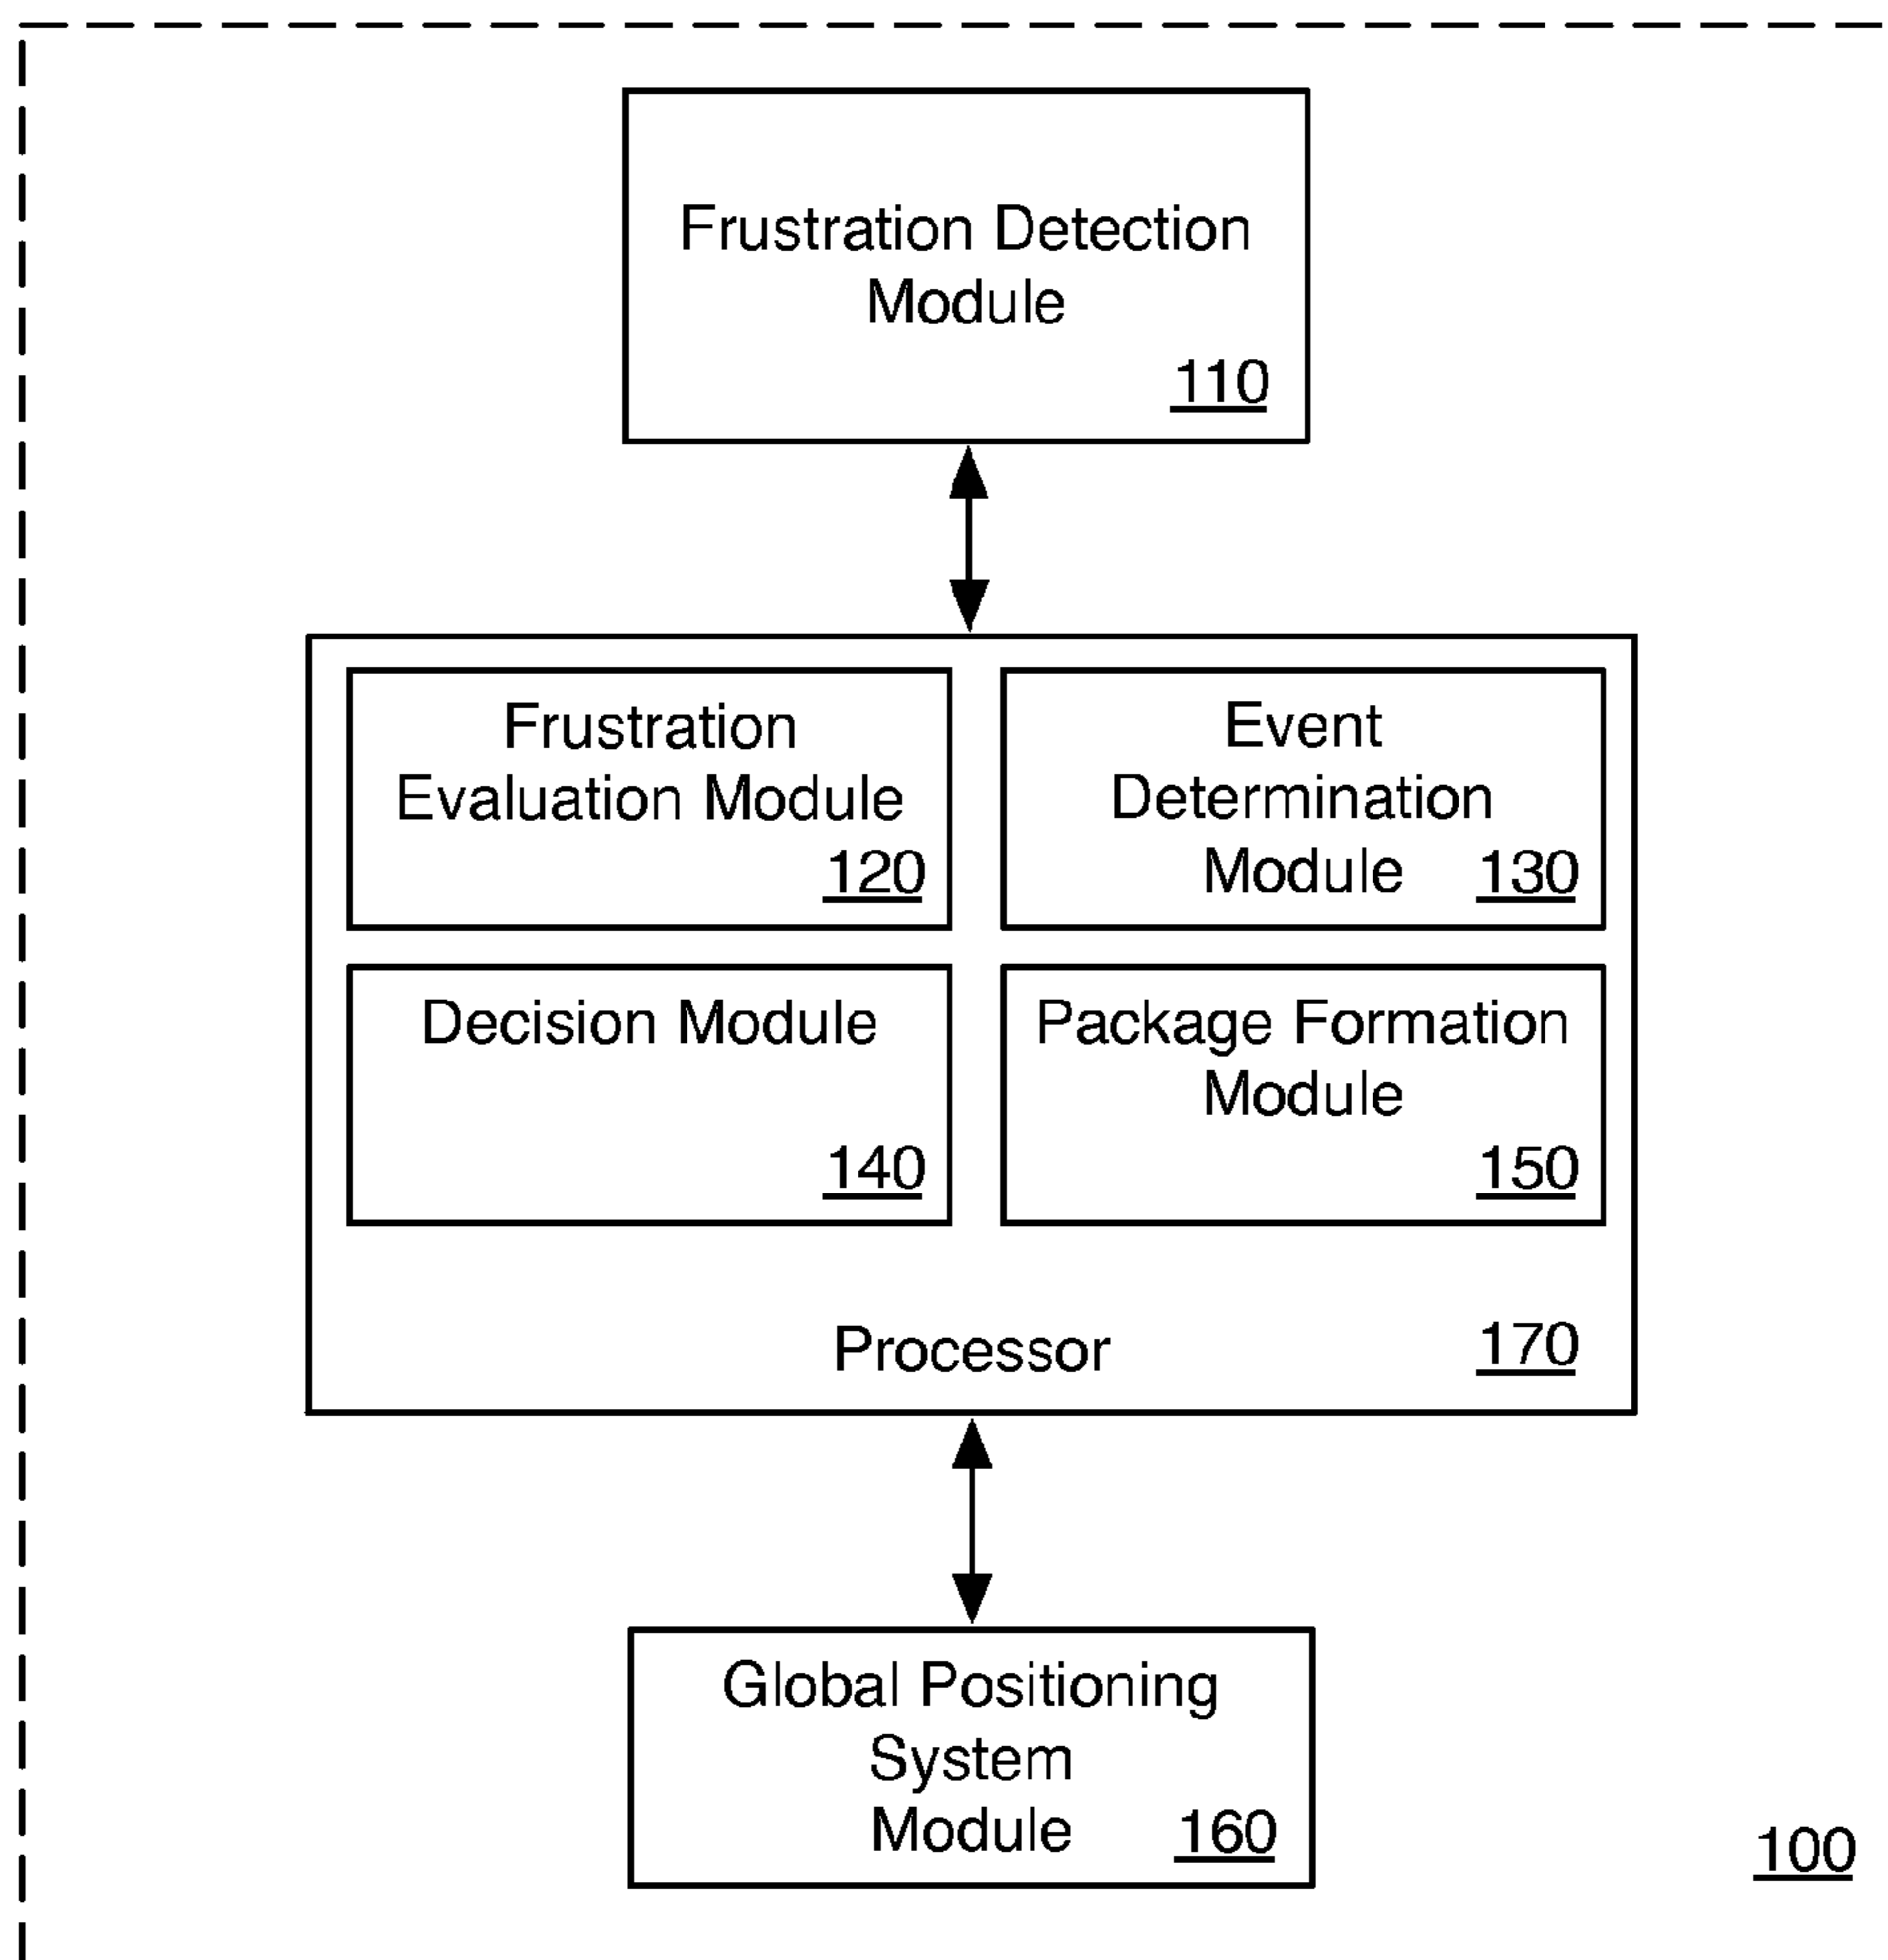 Frustration Detection
Module
110
Frustration
Evaluation Module
120
Event
Determination
Module 130
Decision Module
140
Package Formation
Module
150
Processor 170
Global Positioning
System
Module 160
100